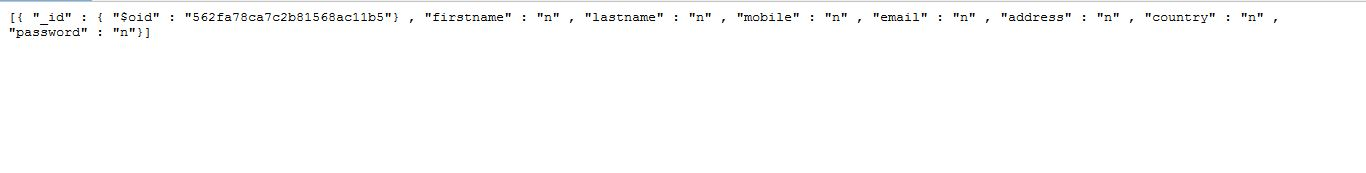 [{ "_id" : { "$oid" : "562fa78ca7c2b81568ac11b5"} , "firstname" : "n" , "lastname" : "n" , "mobile" : "n" , "email" : "n" , "address" : "n" , "country" : "n" ,
"password" : "n"}]